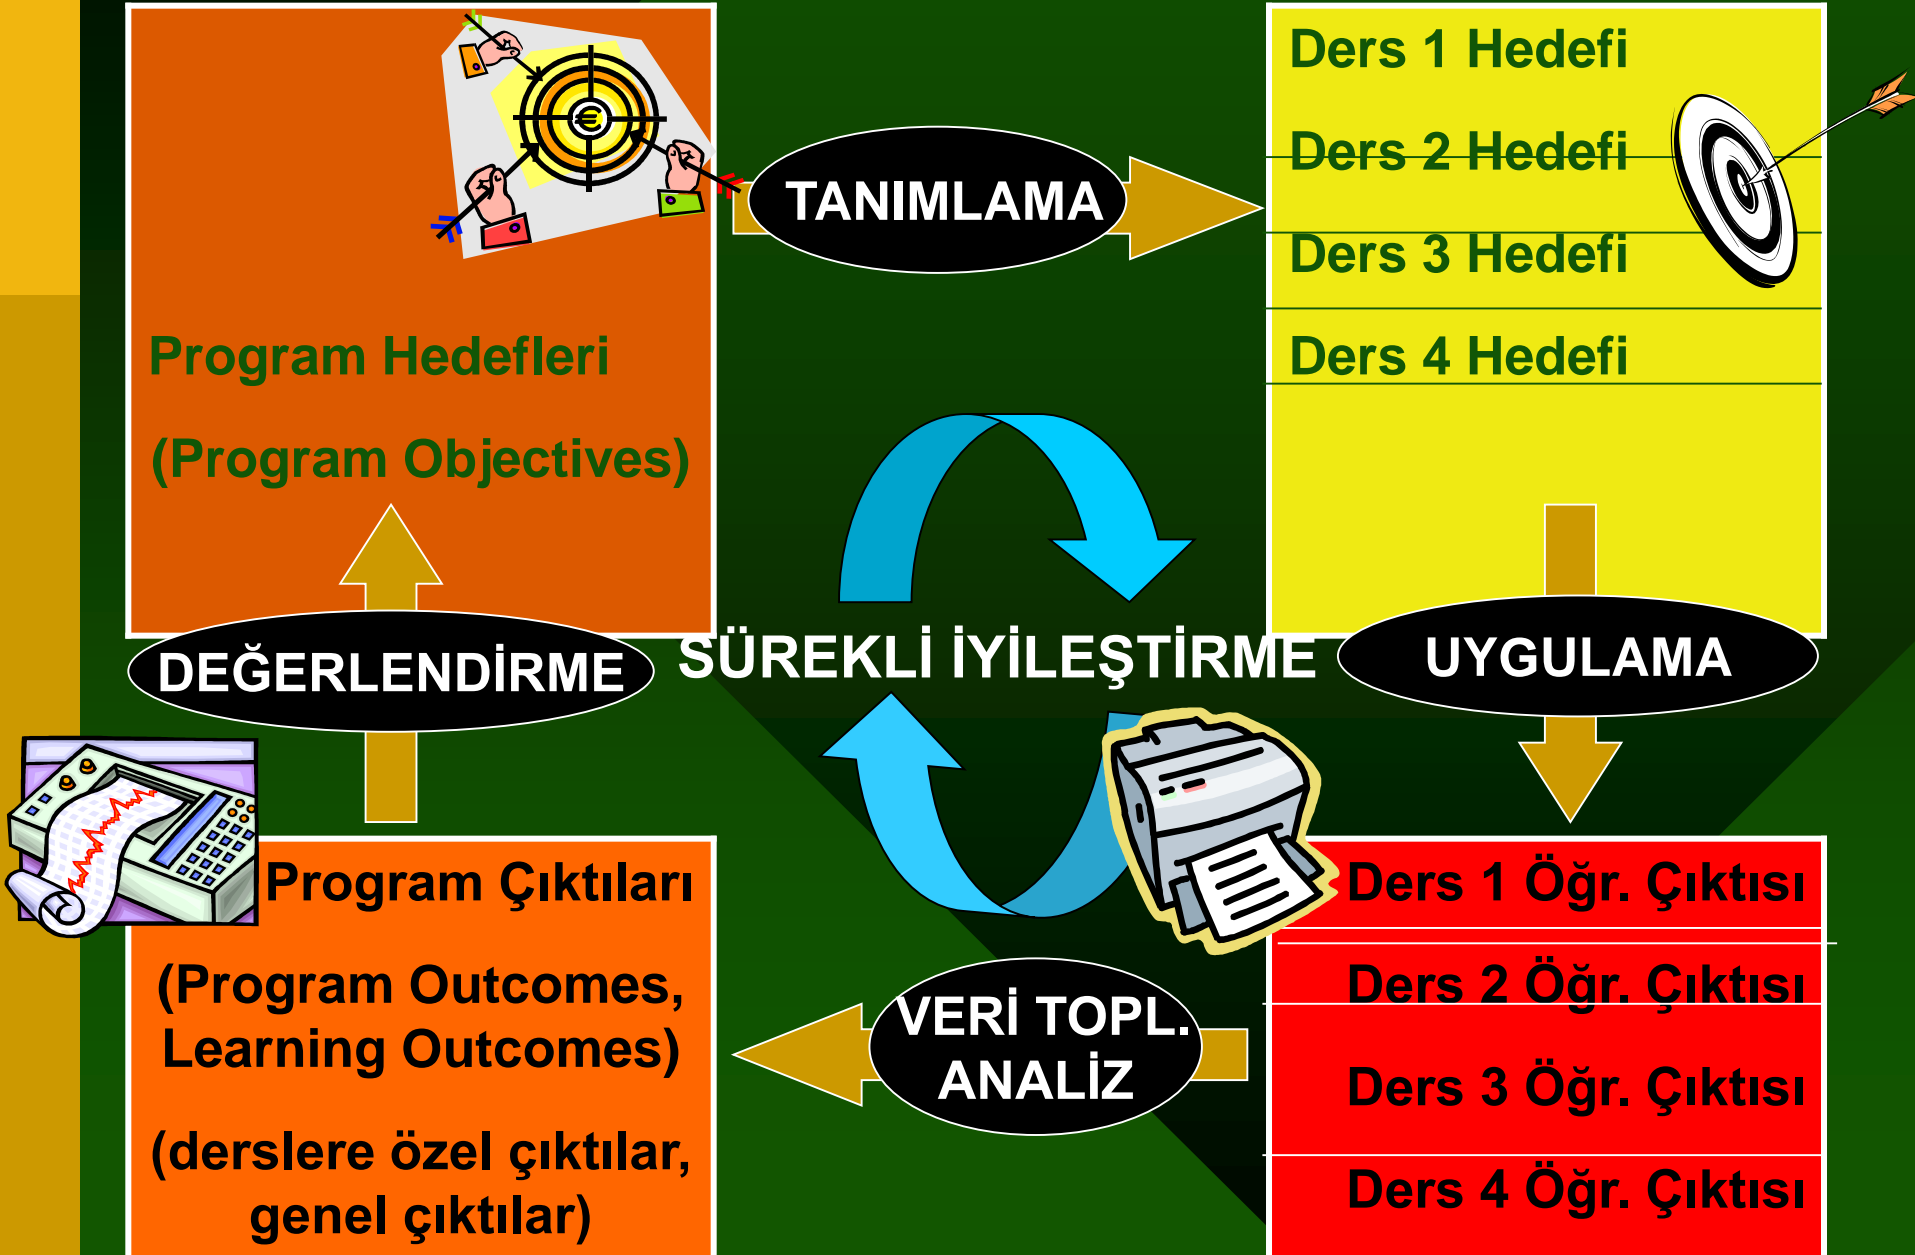 Program Hedefleri
(Program Objectives)
TANIMLAMA
Ders 1 Hedefi
Ders 2 Hedefi
Ders 3 Hedefi
Ders 4 Hedefi
DEĞERLENDİRME
SÜREKLİ İYİLEŞTİRME
UYGULAMA
Program Çıktıları
(Program Outcomes,
Learning Outcomes)
(derslere özel çıktılar,
genel çıktılar)
VERİ TOPL.
ANALİZ
Ders 1 Öğr. Çıktısı
Ders 2 Öğr. Çıktısı
Ders 3 Öğr. Çıktısı
Ders 4 Öğr. Çıktısı